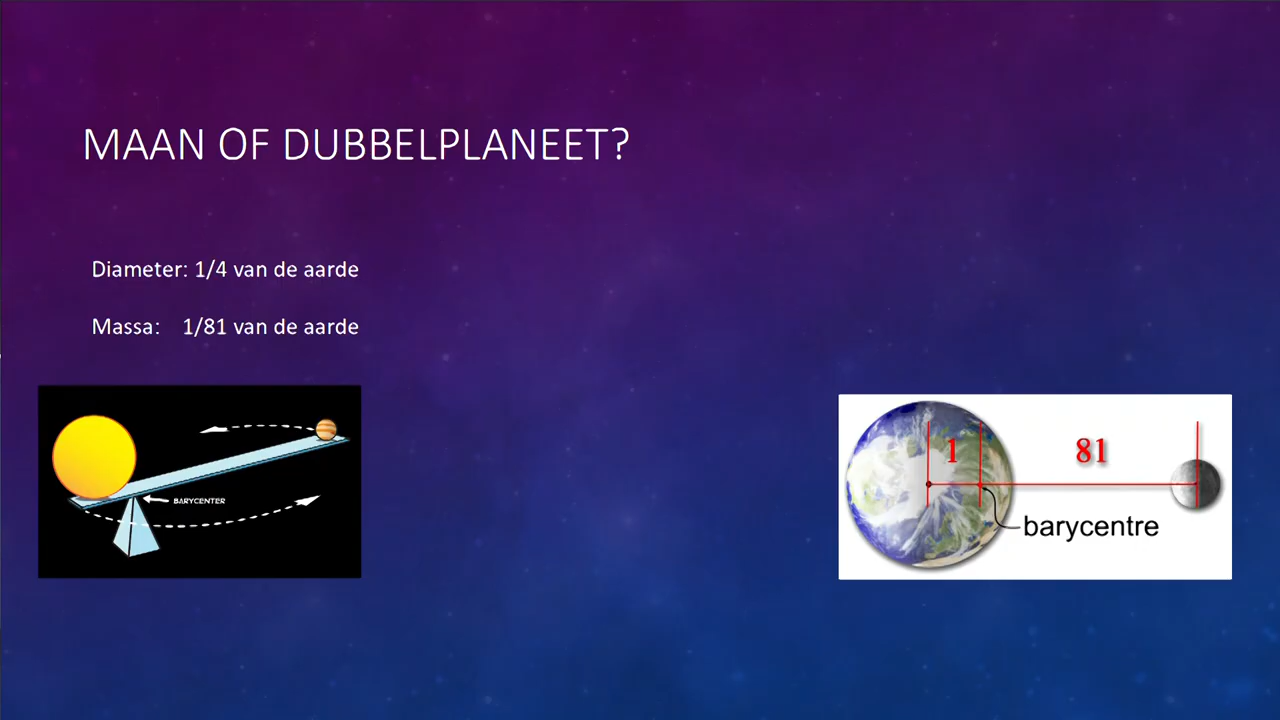 MAAN OF DUBBELPLANEET?
Diameter: 1/4 van de aarde
Massa: 1/81 van de aarde
BARYCENTER
1
81
barycentre